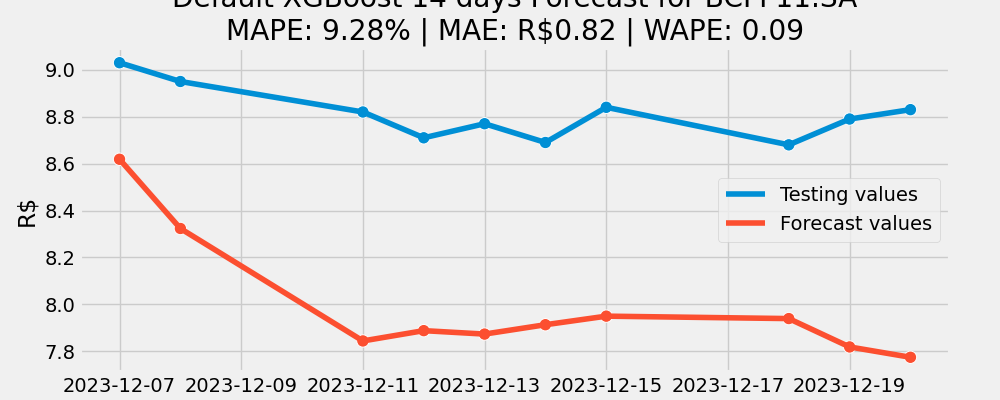 Default XGBoost 14 days Forecast for
MAPE: 9.28% | MAE: R$0.82 | WAPE: 0.09
9.0
8.8
8.6
8.4
8.2
8.0
7.8
R$
Testing values
Forecast values
2023-12-07 2023-12-09 2023-12-11 2023-12-13 2023-12-15 2023-12-17 2023-12-19